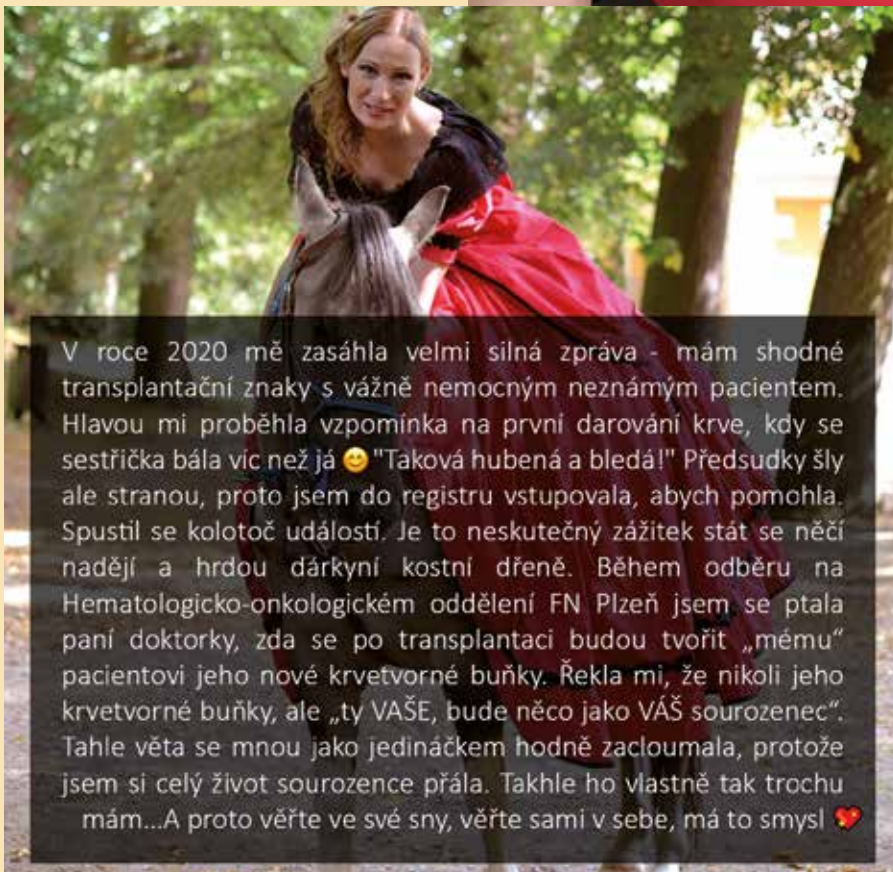 V roce 2020 mě zasáhla velmi silná zpráva - mám shodné
transplantační znaky s vážně nemocným neznámým pacientem.
Hlavou mi proběhla vzpomínka na první darování krve, kdy se
sestřička bála víc než já 😊 "Taková hubená a bledá!" Předsudky šly
ale stranou, proto jsem do registru vstupovala, abych pomohla.
Spustil se kolotoč událostí. Je to neskutečný zážitek stát se něčí
nadějí a hrdou dárkyní kostní dřeně. Během odběru na
Hematologicko-onkologickém oddělení FN Plzeň jsem se ptala
paní doktorky, zda se po transplantaci budou tvořit „mému“
pacientovi jeho nové krvetvorné buňky. Řekla mi, že nikoli jeho
krvetvorné buňky, ale „ty VAŠE, bude něco jako VÁŠ sourozenec“.
Tahle věta se mnou jako jedináčkem hodně zacloumala, protože
jsem si celý život sourozence přála. Takhle ho vlastně tak trochu
mám...A proto věřte ve své sny, věřte sami v sebe, má to smysl 💖